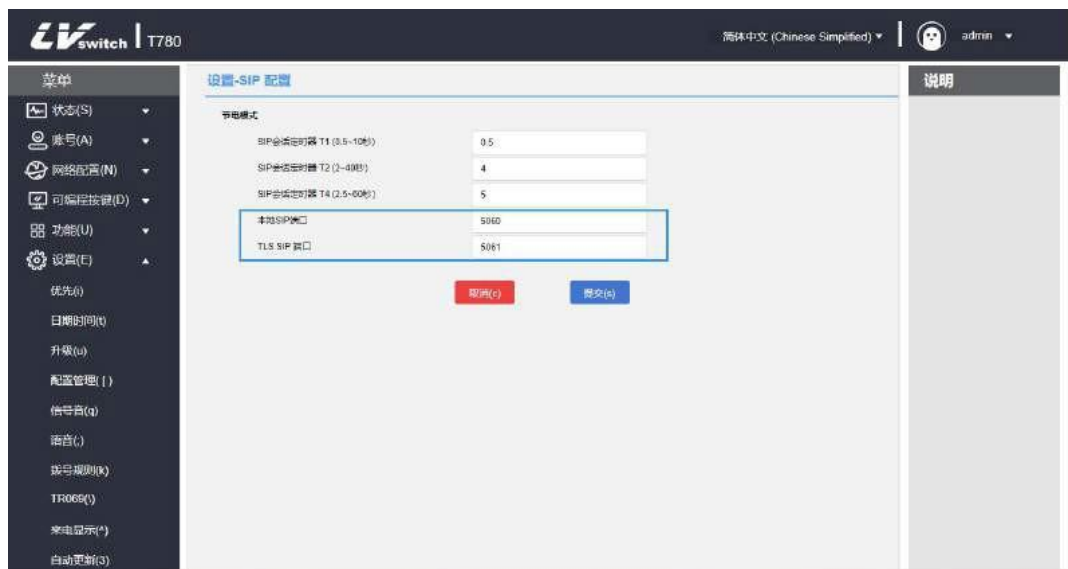 LVswitch T780
简体中文 (Chinese Simplified)
admin
菜单
状态(S)
账号(A)
网络配置(N)
可编程按键(D)
功能(U)
设置(E)
优先(i)
日期时间(t)
升级(u)
配置管理( [ )
信号音(q)
语音(;)
拨号规则(k)
TR069(\)
来电显示(^)
自动更新(3)
设置-SIP 配置
节电模式
SIP会话定时器 T1 (0.5~10秒)
0.5
SIP会话定时器 T2 (2~40秒)
4
SIP会话定时器 T4 (2.5~60秒)
5
本地SIP端口
5060
TLS SIP 端口
5061
取消(c)
提交(s)
说明